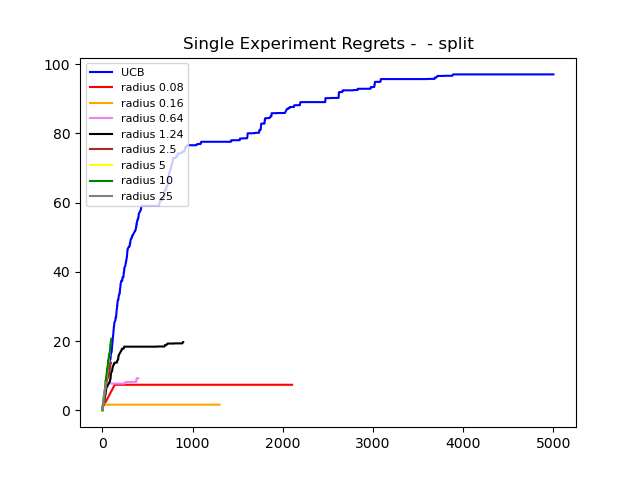 Single Experiment Regrets -  - split
100
80
60
40
20
0
UCB
radius 0.08
radius 0.16
radius 0.64
radius 1.24
radius 2.5
radius 5
radius 10
radius 25
0 1000 2000 3000 4000 5000